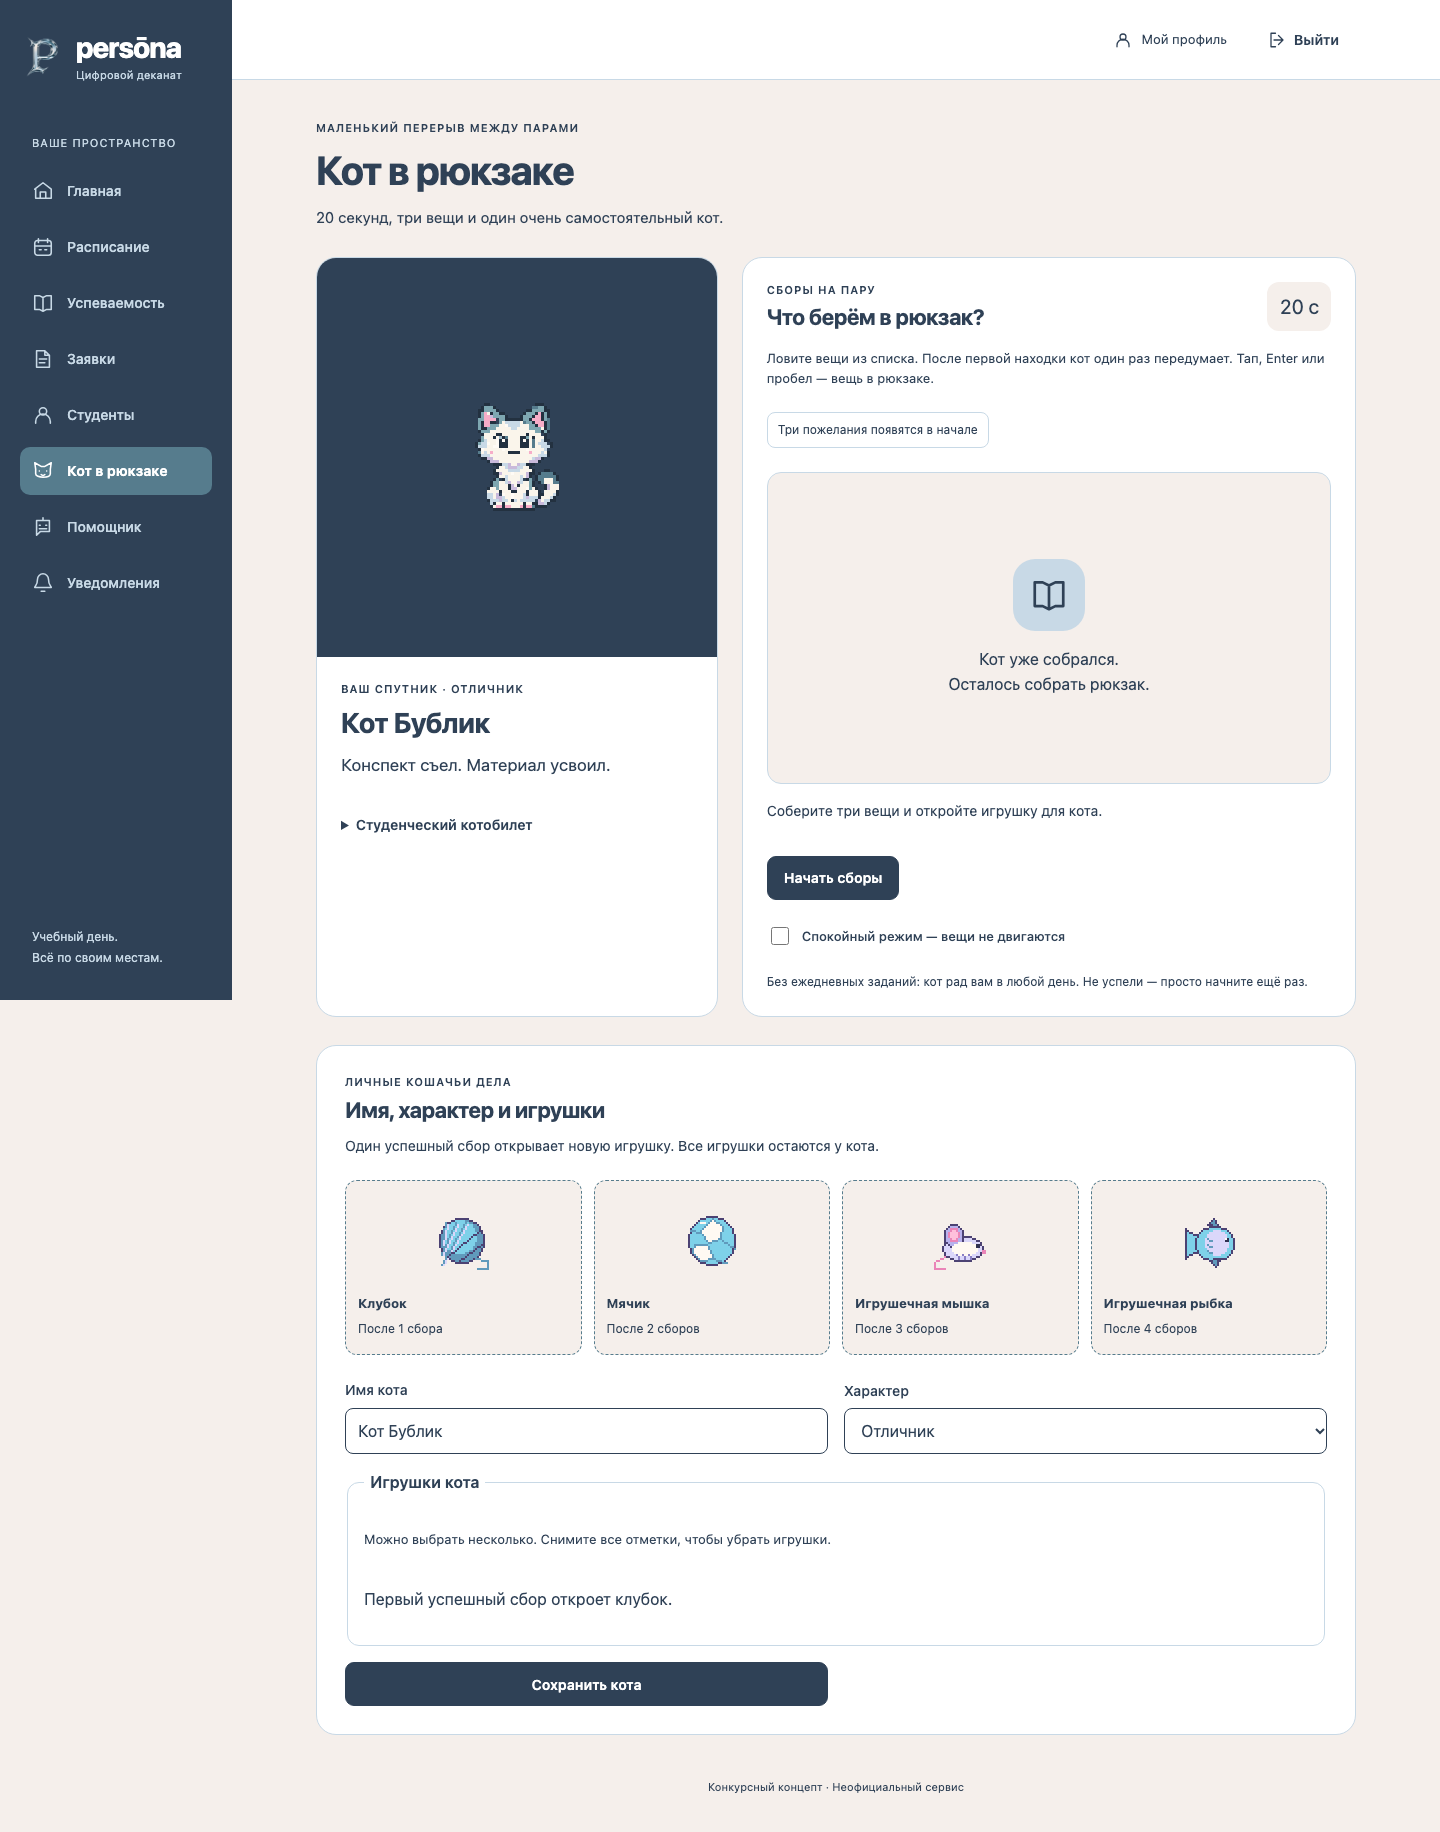 persōna
Цифровой деканат
ВАШЕ ПРОСТРАНСТВО
Главная
Расписание
Успеваемость
Заявки
Студенты
Кот в рюкзаке
Помощник
Уведомления
Учебный день.
Всё по своим местам.
Мой профиль
Выйти
МАЛЕНЬКИЙ ПЕРЕРЫВ МЕЖДУ ПАРАМИ
Кот в рюкзаке
20 секунд, три вещи и один очень самостоятельный кот.
ВАШ СПУТНИК · ОТЛИЧНИК
Кот Бублик
Конспект съел. Материал усвоил.
Студенческий котобилет
СБОРЫ НА ПАРУ
Что берём в рюкзак?
20 с
Ловите вещи из списка. После первой находки кот один раз передумает. Тап, Enter или
пробел — вещь в рюкзаке.
Три пожелания появятся в начале
Кот уже собрался.
Осталось собрать рюкзак.
Соберите три вещи и откройте игрушку для кота.
Начать сборы
Спокойный режим — вещи не двигаются
Без ежедневных заданий: кот рад вам в любой день. Не успели — просто начните ещё раз.
ЛИЧНЫЕ КОШАЧЬИ ДЕЛА
Имя, характер и игрушки
Один успешный сбор открывает новую игрушку. Все игрушки остаются у кота.
Клубок
После 1 сбора
Мячик
После 2 сборов
Игрушечная мышка
После 3 сборов
Игрушечная рыбка
После 4 сборов
Имя кота
Кот Бублик
Характер
Отличник
Игрушки кота
Можно выбрать несколько. Снимите все отметки, чтобы убрать игрушки.
Первый успешный сбор откроет клубок.
Сохранить кота
Конкурсный концепт · Неофициальный сервис